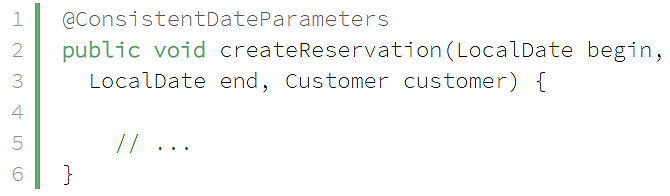 1 @ConsistentDateParameters
2 public void createReservation(LocalDate begin,
3   LocalDate end, Customer customer) {
4
5     // ...
6 }